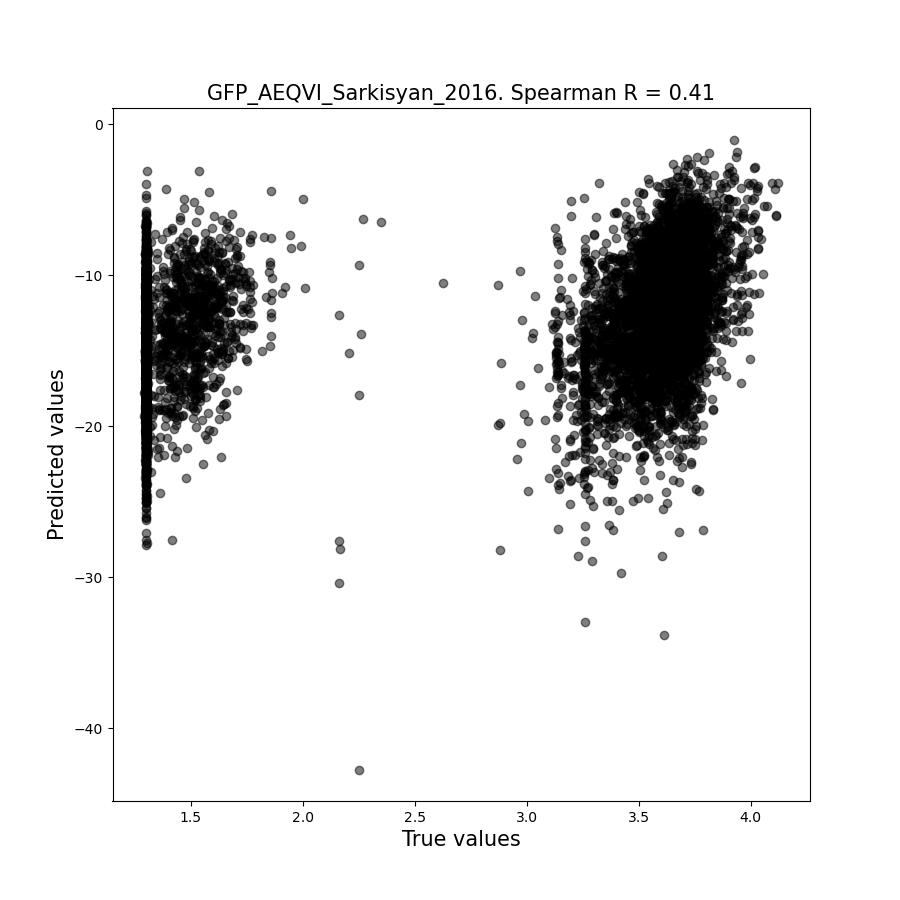 GFP_AEQVI_Sarkisyan_2016. Spearman R = 0.41
0
−10
−20
−30
−40
Predicted values
1.5 2.0 2.5 3.0 3.5 4.0
True values